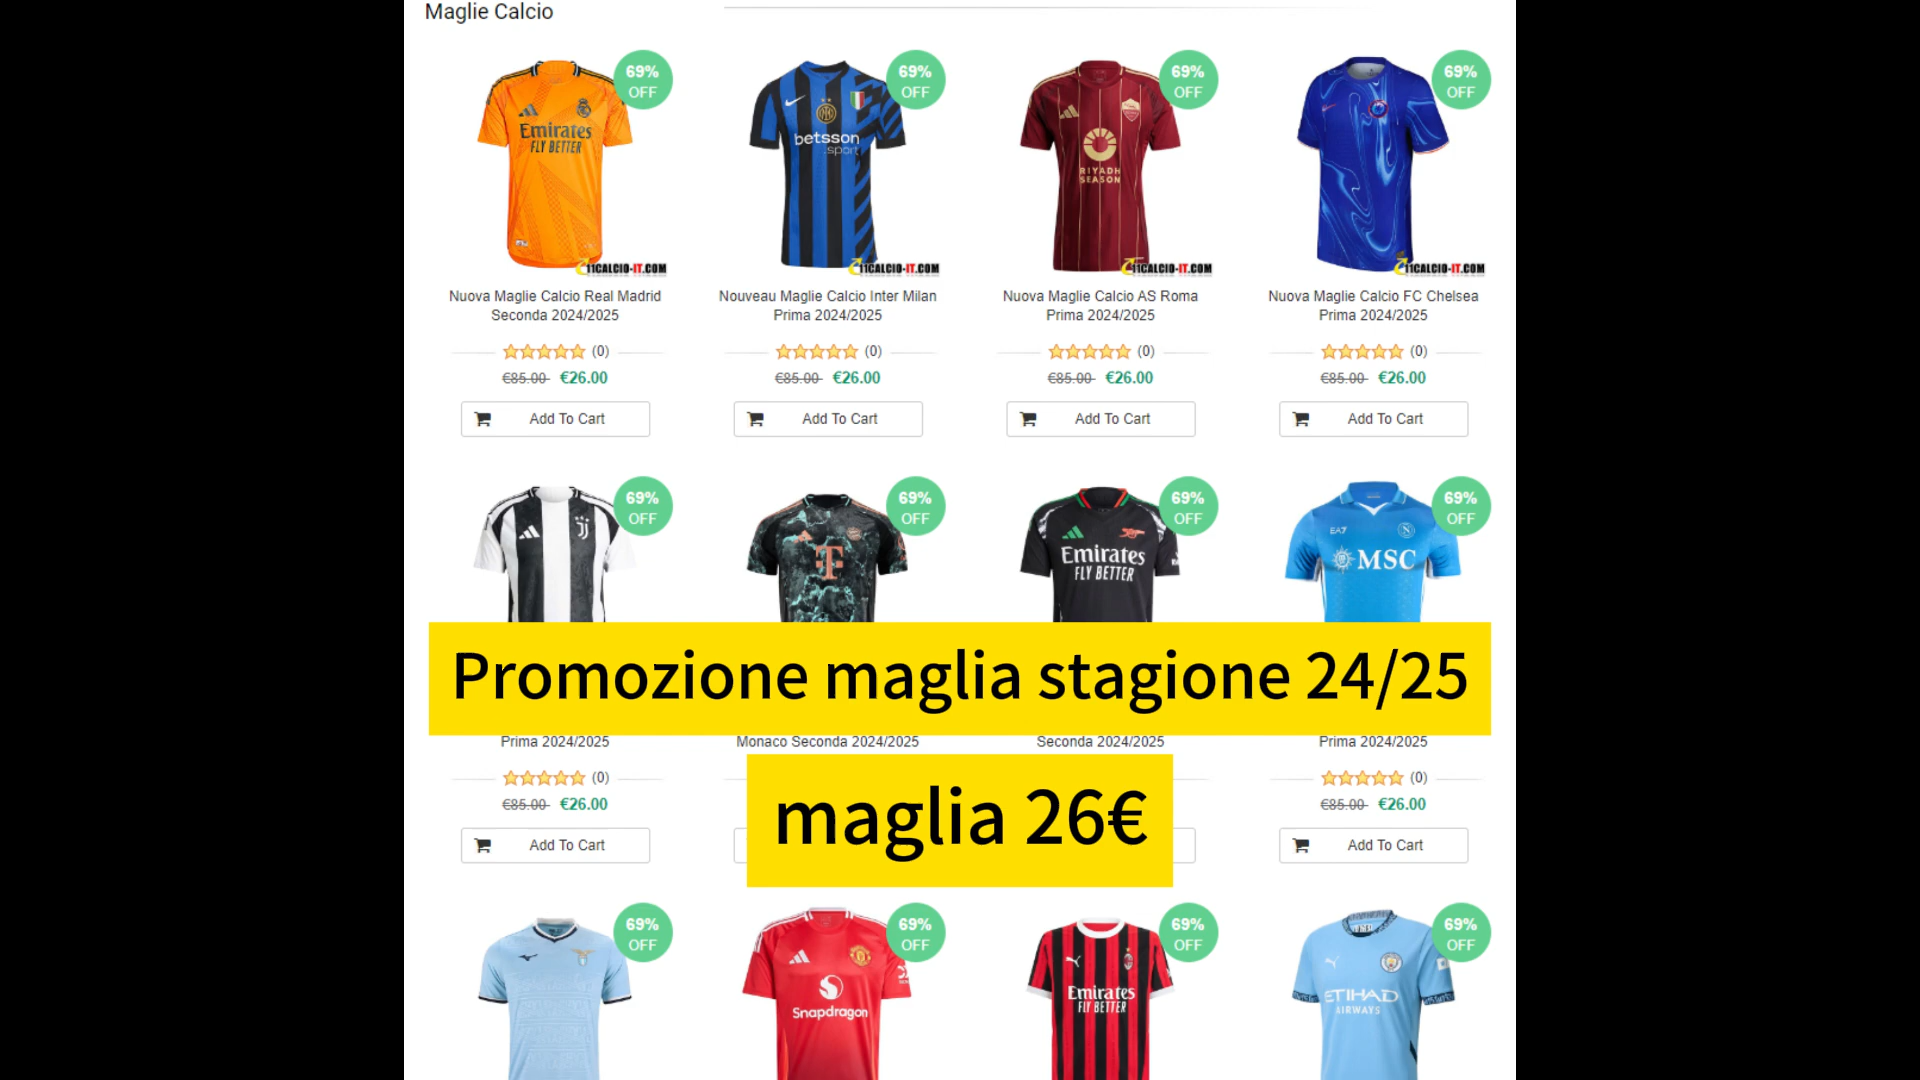 Maglie Calcio
69% OFF
69% OFF
69% OFF
69% OFF
Emirates
FLY BETTER
betsson
.sport
RIYADH
SEASON
11CALCIO-IT.COM
11CALCIO-IT.COM
11CALCIO-IT.COM
11CALCIO-IT.COM
Nuova Maglie Calcio Real Madrid
Seconda 2024/2025
Nouveau Maglie Calcio Inter Milan
Prima 2024/2025
Nuova Maglie Calcio AS Roma
Prima 2024/2025
Nuova Maglie Calcio FC Chelsea
Prima 2024/2025
(0)
(0)
(0)
(0)
€85.00 €26.00
€85.00 €26.00
€85.00 €26.00
€85.00 €26.00
Add To Cart
Add To Cart
Add To Cart
Add To Cart
69% OFF
69% OFF
69% OFF
69% OFF
T
Emirates
FLY BETTER
EA7
MSC
Promozione maglia stagione 24/25
Prima 2024/2025
Monaco Seconda 2024/2025
Seconda 2024/2025
Prima 2024/2025
(0)
(0)
maglia 26€
€85.00 €26.00
€85.00 €26.00
Add To Cart
Add To Cart
69% OFF
69% OFF
69% OFF
69% OFF
Snapdragon
Emirates
FLY BETTER
ETIHAD
AIRWAYS